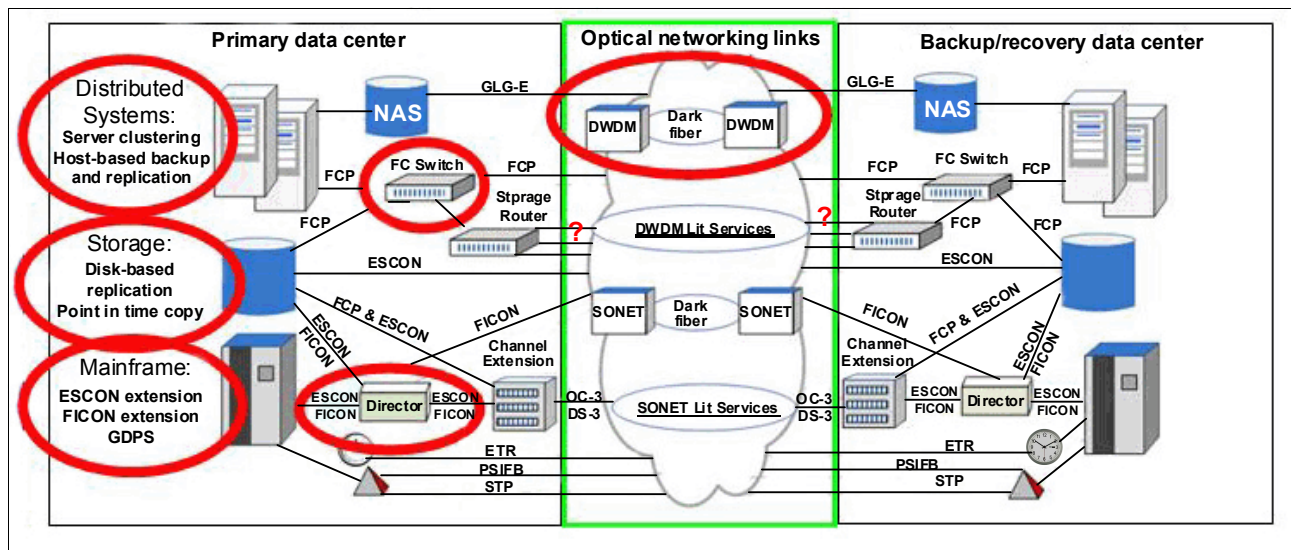 Primary data center
Optical networking links
Backup/recovery data center
Distributed
Systems:
Server clustering
Host-based backup
and replication
NAS
GLG-E
DWDM
Dark
fiber
DWDM
GLG-E
NAS
FCP
FC Switch
FCP
FCP
FC Switch
FCP
Stprage
Router
?
DWDM Lit Services
?
Stprage
Router
FCP
FCP
FCP
Storage:
Disk-based
replication
Point in time copy
ESCON
ESCON
FCP & ESCON
ESCON
FICON
FICON
SONET
Dark
fiber
SONET
FICON
FCP & ESCON
ESCON
FICON
Channel
Extension
Channel
Extension
Mainframe:
ESCON extension
FICON extension
GDPS
ESCON
FICON
Director
ESCON
FICON
OC-3
DS-3
SONET Lit Services
OC-3
DS-3
ESCON
FICON
Director
ESCON
FICON
ETR
PSIFB
STP
ETR
PSIFB
STP